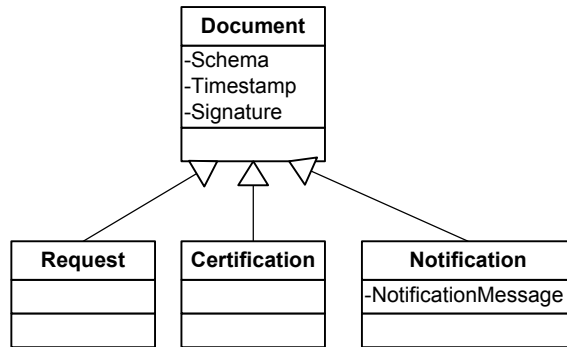 Document
-Schema
-Timestamp
-Signature
Request
Certification
Notification
-NotificationMessage